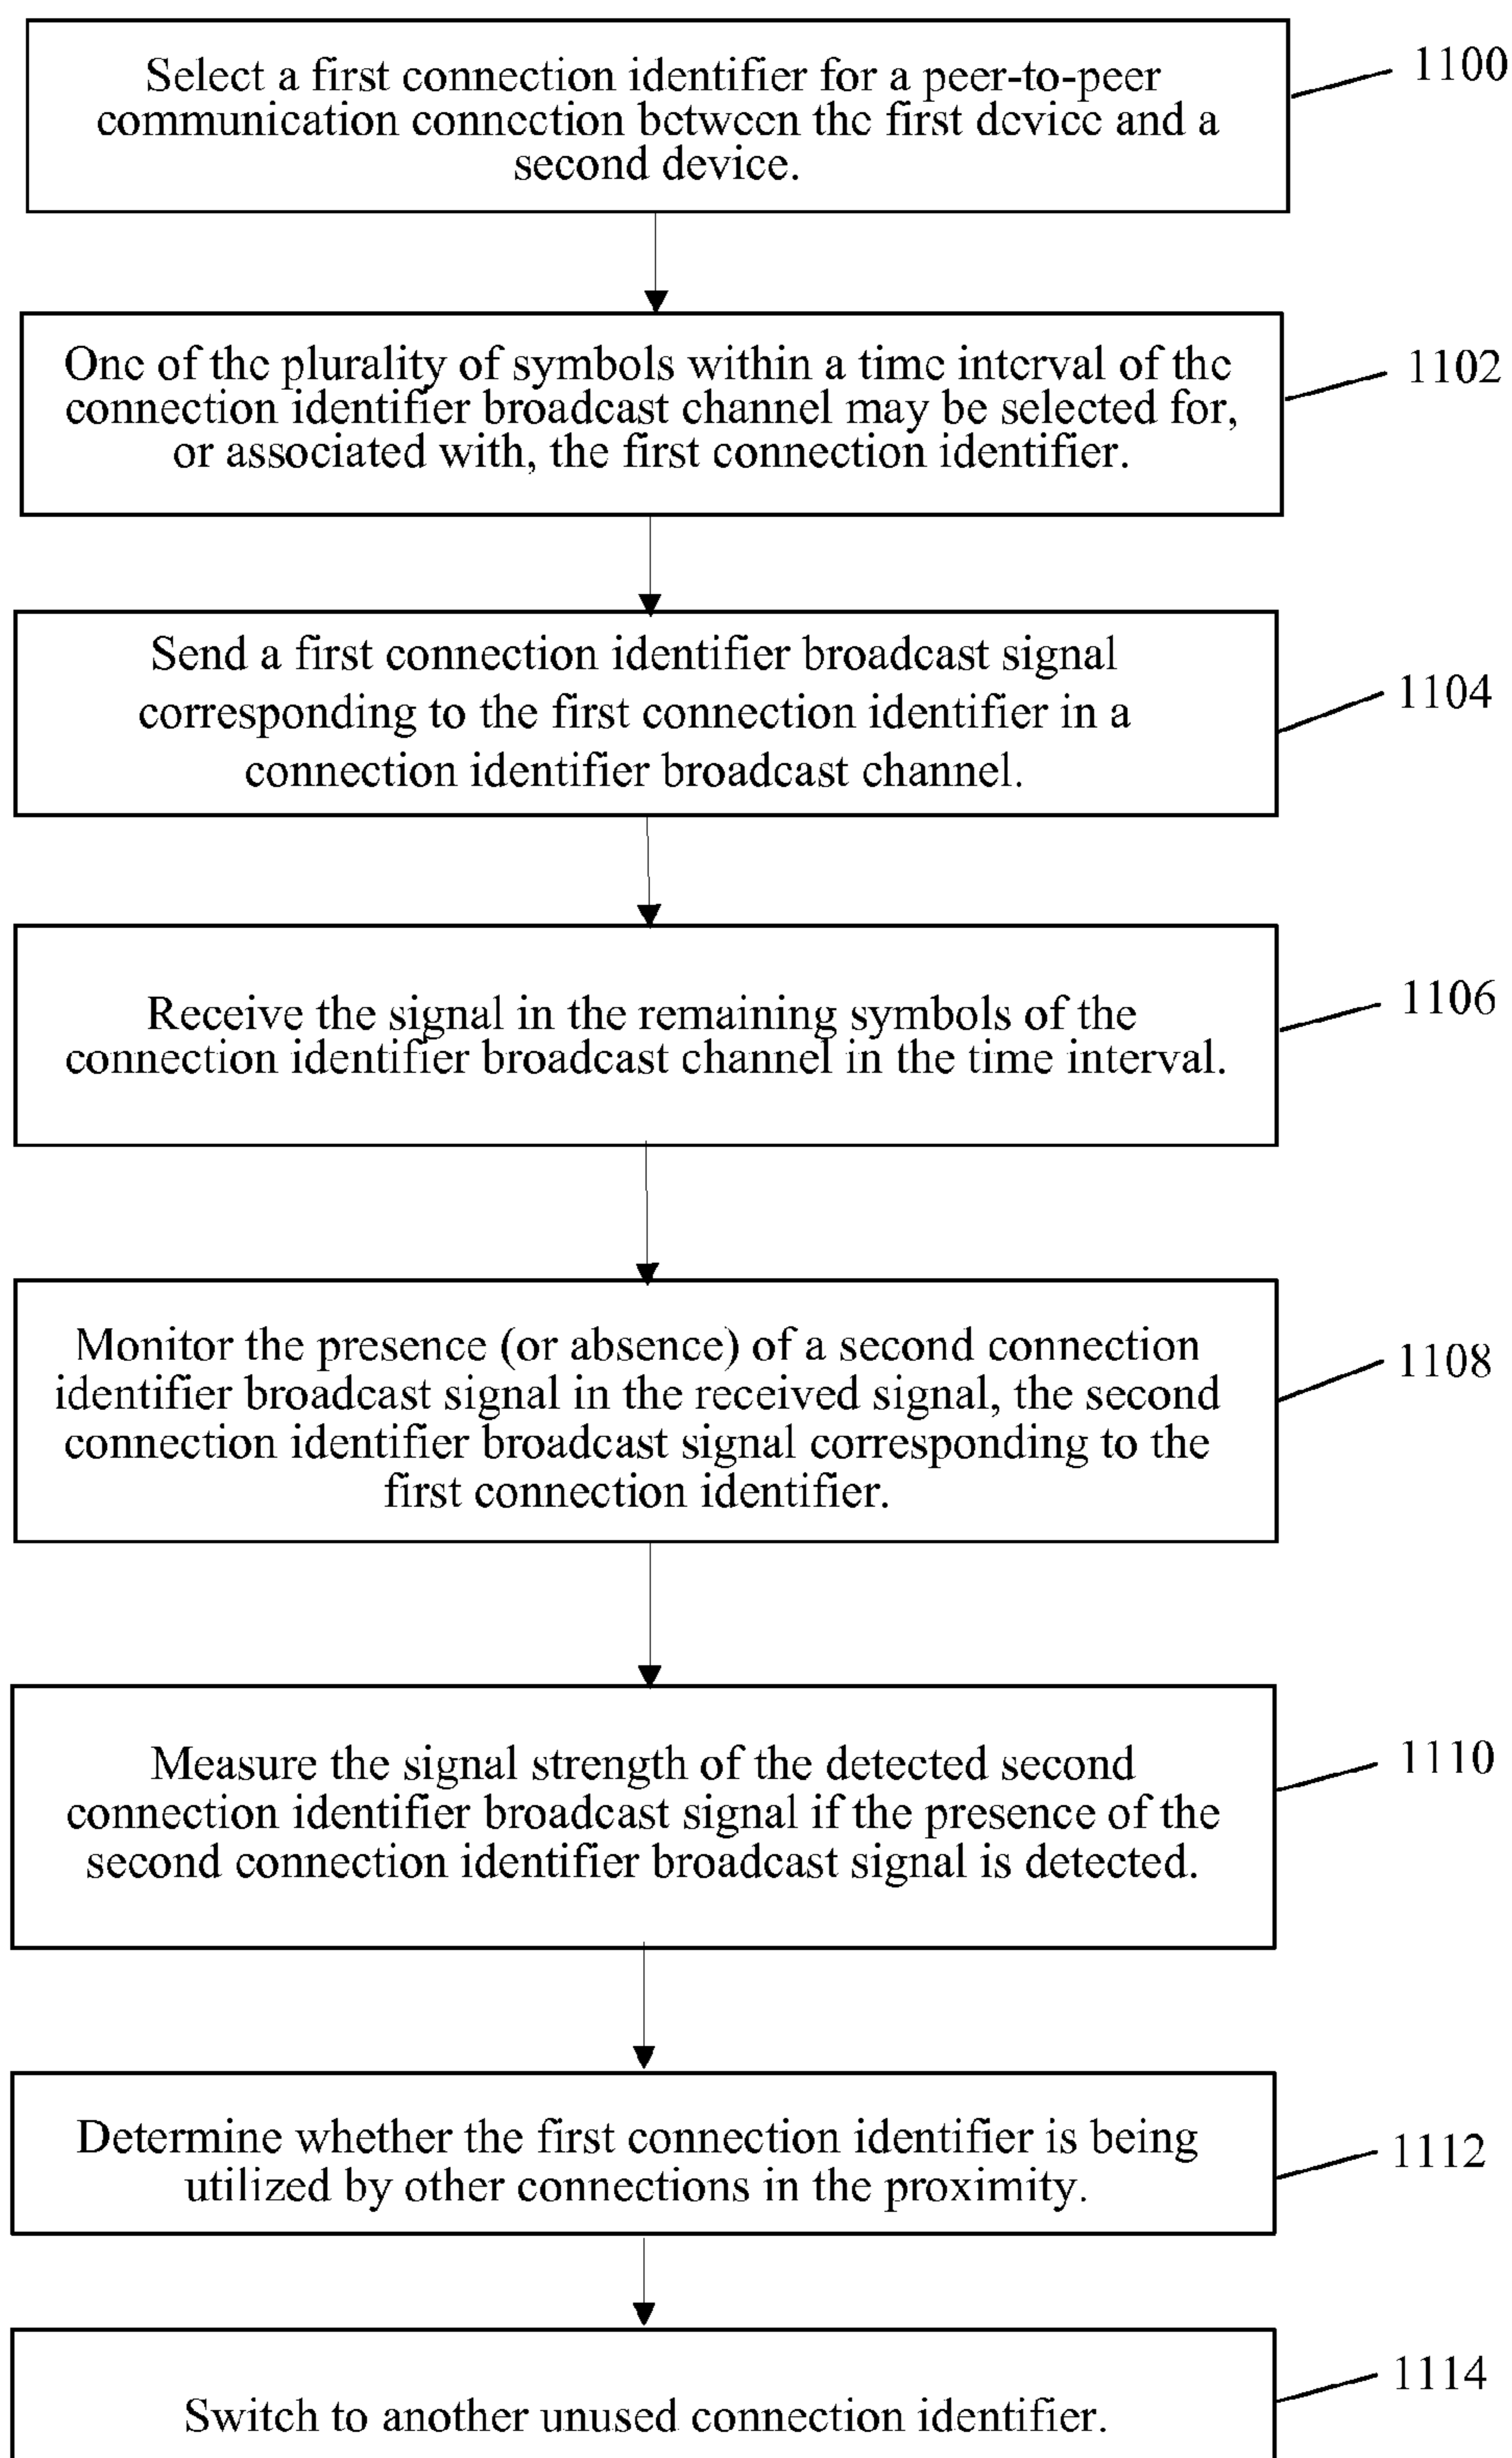 Select a first connection identifier for a peer-to-peer
communication connection between the first device and a
second device.
1100
One of the plurality of symbols within a time interval of the
connection identifier broadcast channel may be selected for,
or associated with, the first connection identifier.
1102
Send a first connection identifier broadcast signal
corresponding to the first connection identifier in a
connection identifier broadcast channel.
1104
Receive the signal in the remaining symbols of the
connection identifier broadcast channel in the time interval.
1106
Monitor the presence (or absence) of a second connection
identifier broadcast signal in the received signal, the second
connection identifier broadcast signal corresponding to the
first connection identifier.
1108
Measure the signal strength of the detected second
connection identifier broadcast signal if the presence of the
second connection identifier broadcast signal is detected.
1110
Determine whether the first connection identifier is being
utilized by other connections in the proximity.
1112
Switch to another unused connection identifier.
1114